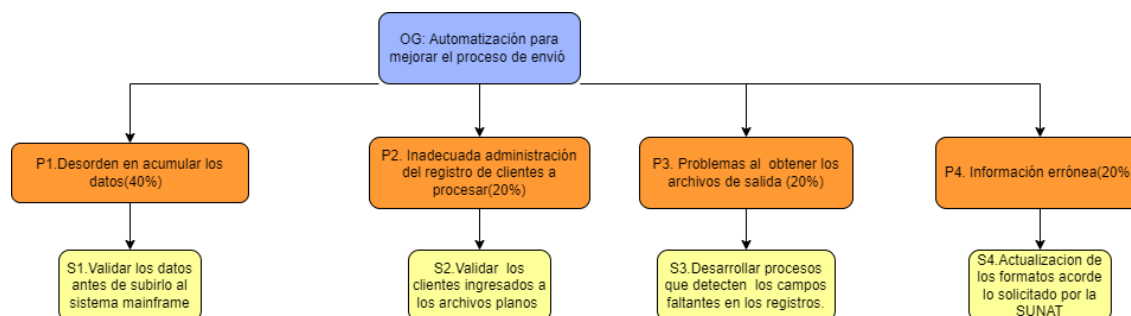 OG: Automatización para
mejorar el proceso de envió
P1.Desorden en acumular los
datos(40%)
P2. Inadecuada administración
del registro de clientes a
procesar(20%)
P3. Problemas al obtener los
archivos de salida (20%)
P4. Información errónea(20%
S1.Validar los datos
antes de subirlo al
sistema mainframe
S2.Validar los
clientes ingresados a
los archivos planos
S3.Desarrollar procesos
que detecten los campos
faltantes en los registros.
S4.Actualizacion de
los formatos acorde
lo solicitado por la
SUNAT